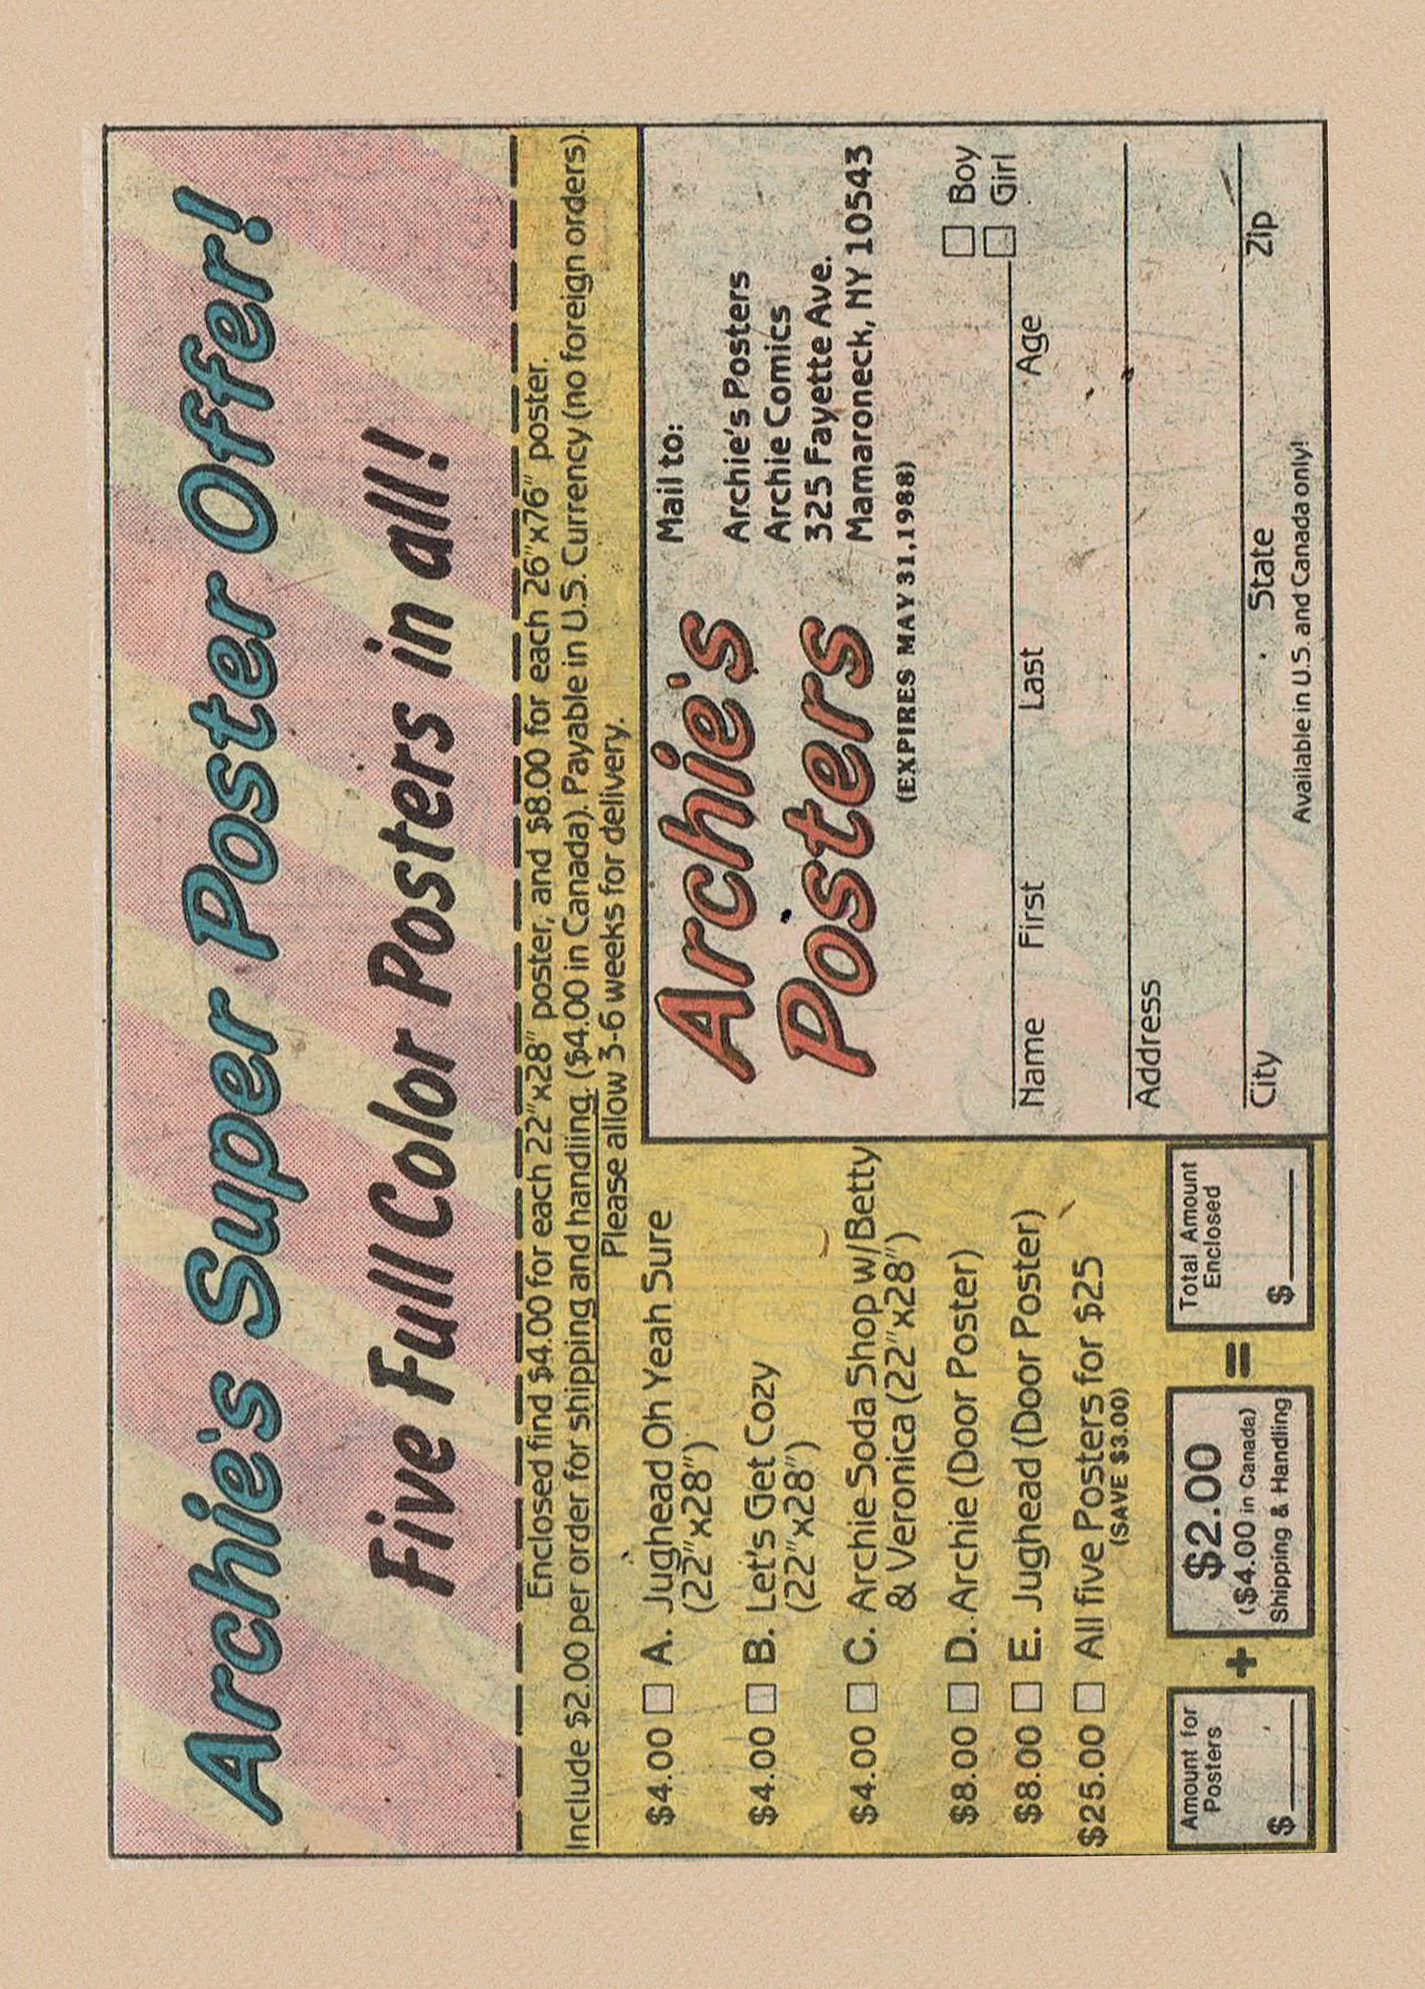 Archie's Super Poster Offer!
Five Full Color Posters in all!
Enclosed find $4.00 for each 22"x28" poster, and $8.00 for each 26"x76" poster.
Include $2.00 per order for shipping and handling. ($4.00 in Canada). Payable in U.S. Currency (no foreign orders).
Please allow 3-6 weeks for delivery.
$4.00 □ A. Jughead Oh Yeah Sure
(22"x28")
$4.00 □ B. Let's Get Cozy
(22"x28")
$4.00 □ C. Archie Soda Shop w/Betty
& Veronica (22"x28")
$8.00 □ D. Archie (Door Poster)
$8.00 □ E. Jughead (Door Poster)
$25.00 □ All five Posters for $25
(SAVE $3.00)
Amount for
Posters
$
+
$2.00
($4.00 in Canada)
Shipping & Handling
=
Total Amount
Enclosed
$
Archie's
Posters
(EXPIRES MAY 31, 1988)
Mail to:
Archie's Posters
Archie Comics
325 Fayette Ave.
Mamaroneck, NY 10543
□ Boy
□ Girl
Name First Last Age
Address
City State Zip
Available in U.S. and Canada only!